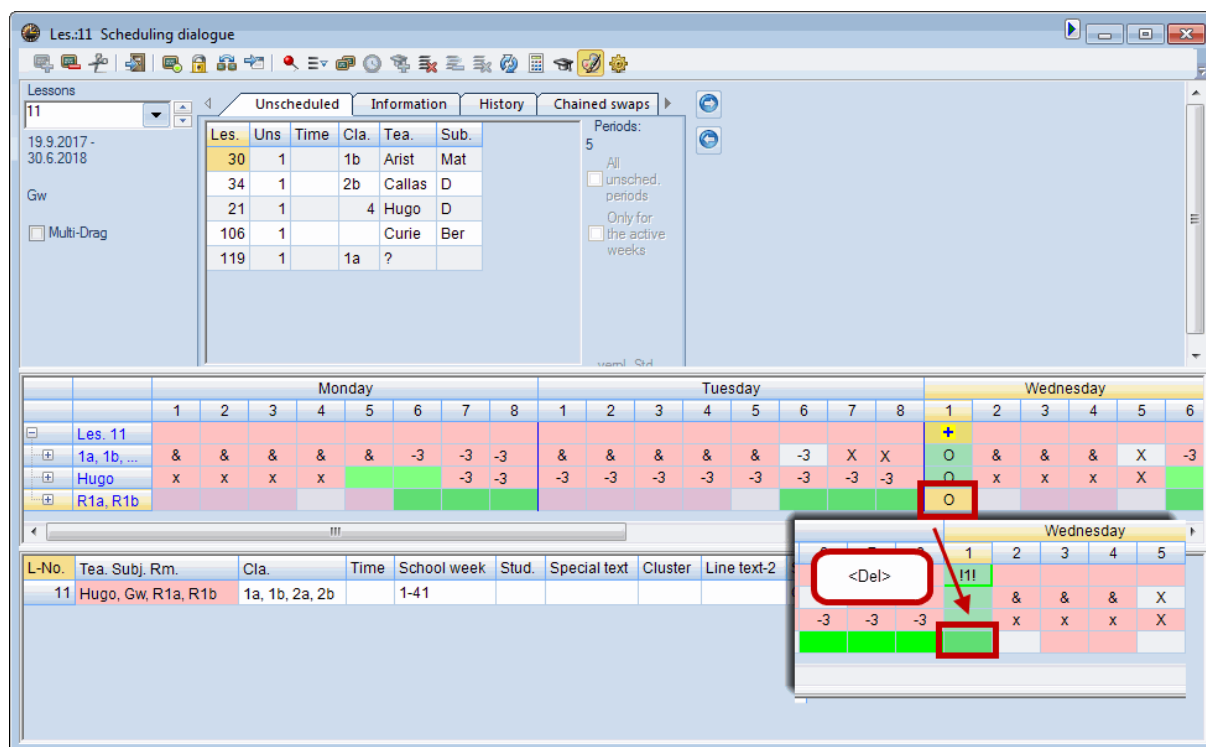 Les.:11 Scheduling dialogue
Lessons
11
19.9.2017 -
30.6.2018
Gw
Multi-Drag
Unscheduled Information History Chained swaps
Les. Uns Time Cla. Tea. Sub.
30 1 1b Arist Mat
34 1 2b Callas D
21 1 4 Hugo D
106 1 Curie Ber
119 1 1a ?
Periods:
5
All
unsched.
periods
Only for
the active
weeks
Monday Tuesday Wednesday
1 2 3 4 5 6 7 8 1 2 3 4 5 6 7 8 1 2 3 4 5 6
Les. 11 +
1a, 1b, ... & & & & & -3 -3 -3 & & & & & -3 X X O & & & X -3
Hugo x x x x -3 -3 -3 -3 -3 -3 -3 -3 -3 -3 O x x x X
R1a, R1b O
L-No. Tea. Subj. Rm. Cla. Time School week Stud. Special text Cluster Line text-2
11 Hugo, Gw, R1a, R1b 1a, 1b, 2a, 2b 1-41
Wednesday
1 2 3 4 5
<Del> !1!
& & & X
-3 -3 -3 x x x X